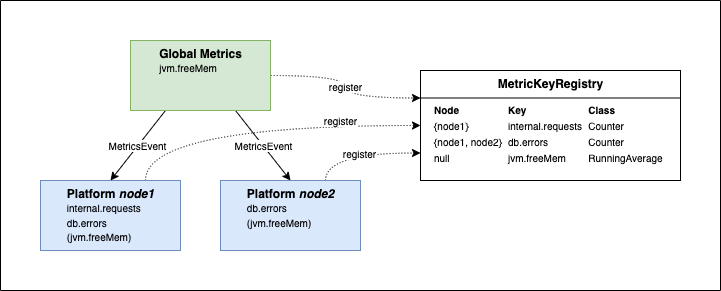 Global Metrics
jvm.freeMem
register
MetricsEvent
MetricsEvent
register
register
Platform node1
internal.requests
db.errors
(jvm.freeMem)
Platform node2
db.errors
(jvm.freeMem)
MetricKeyRegistry
Node Key Class
{node1} internal.requests Counter
{node1, node2} db.errors Counter
null jvm.freeMem RunningAverage